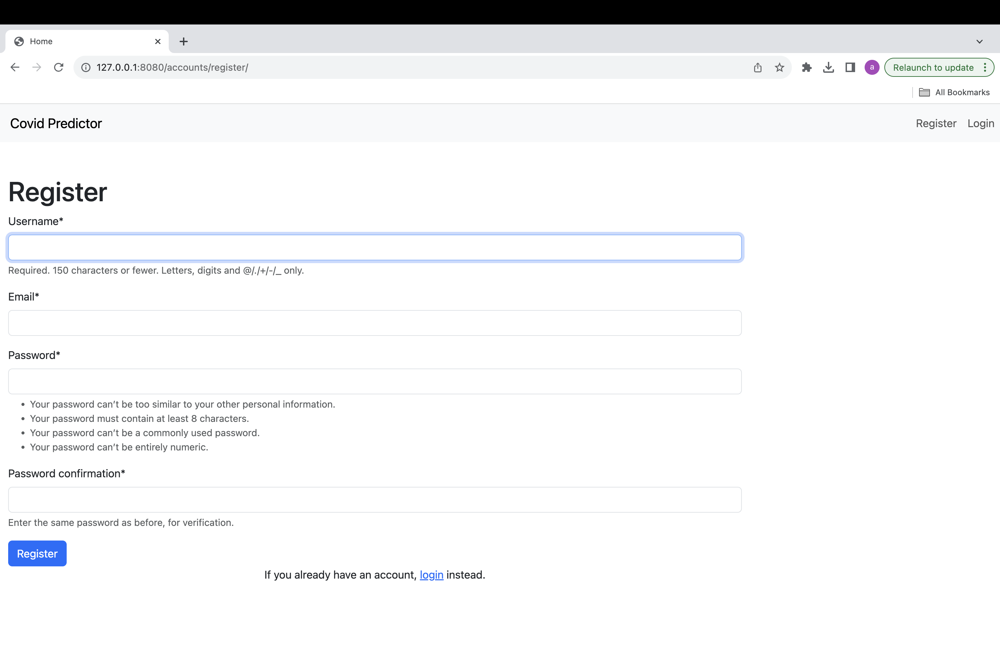 Home
127.0.0.1:8080/accounts/register/
a
Relaunch to update
All Bookmarks
Covid Predictor
Register
Login
Register
Username*
Required. 150 characters or fewer. Letters, digits and @/./+/-/_ only.
Email*
Password*
• Your password can’t be too similar to your other personal information.
• Your password must contain at least 8 characters.
• Your password can’t be a commonly used password.
• Your password can’t be entirely numeric.
Password confirmation*
Enter the same password as before, for verification.
Register
If you already have an account, login instead.